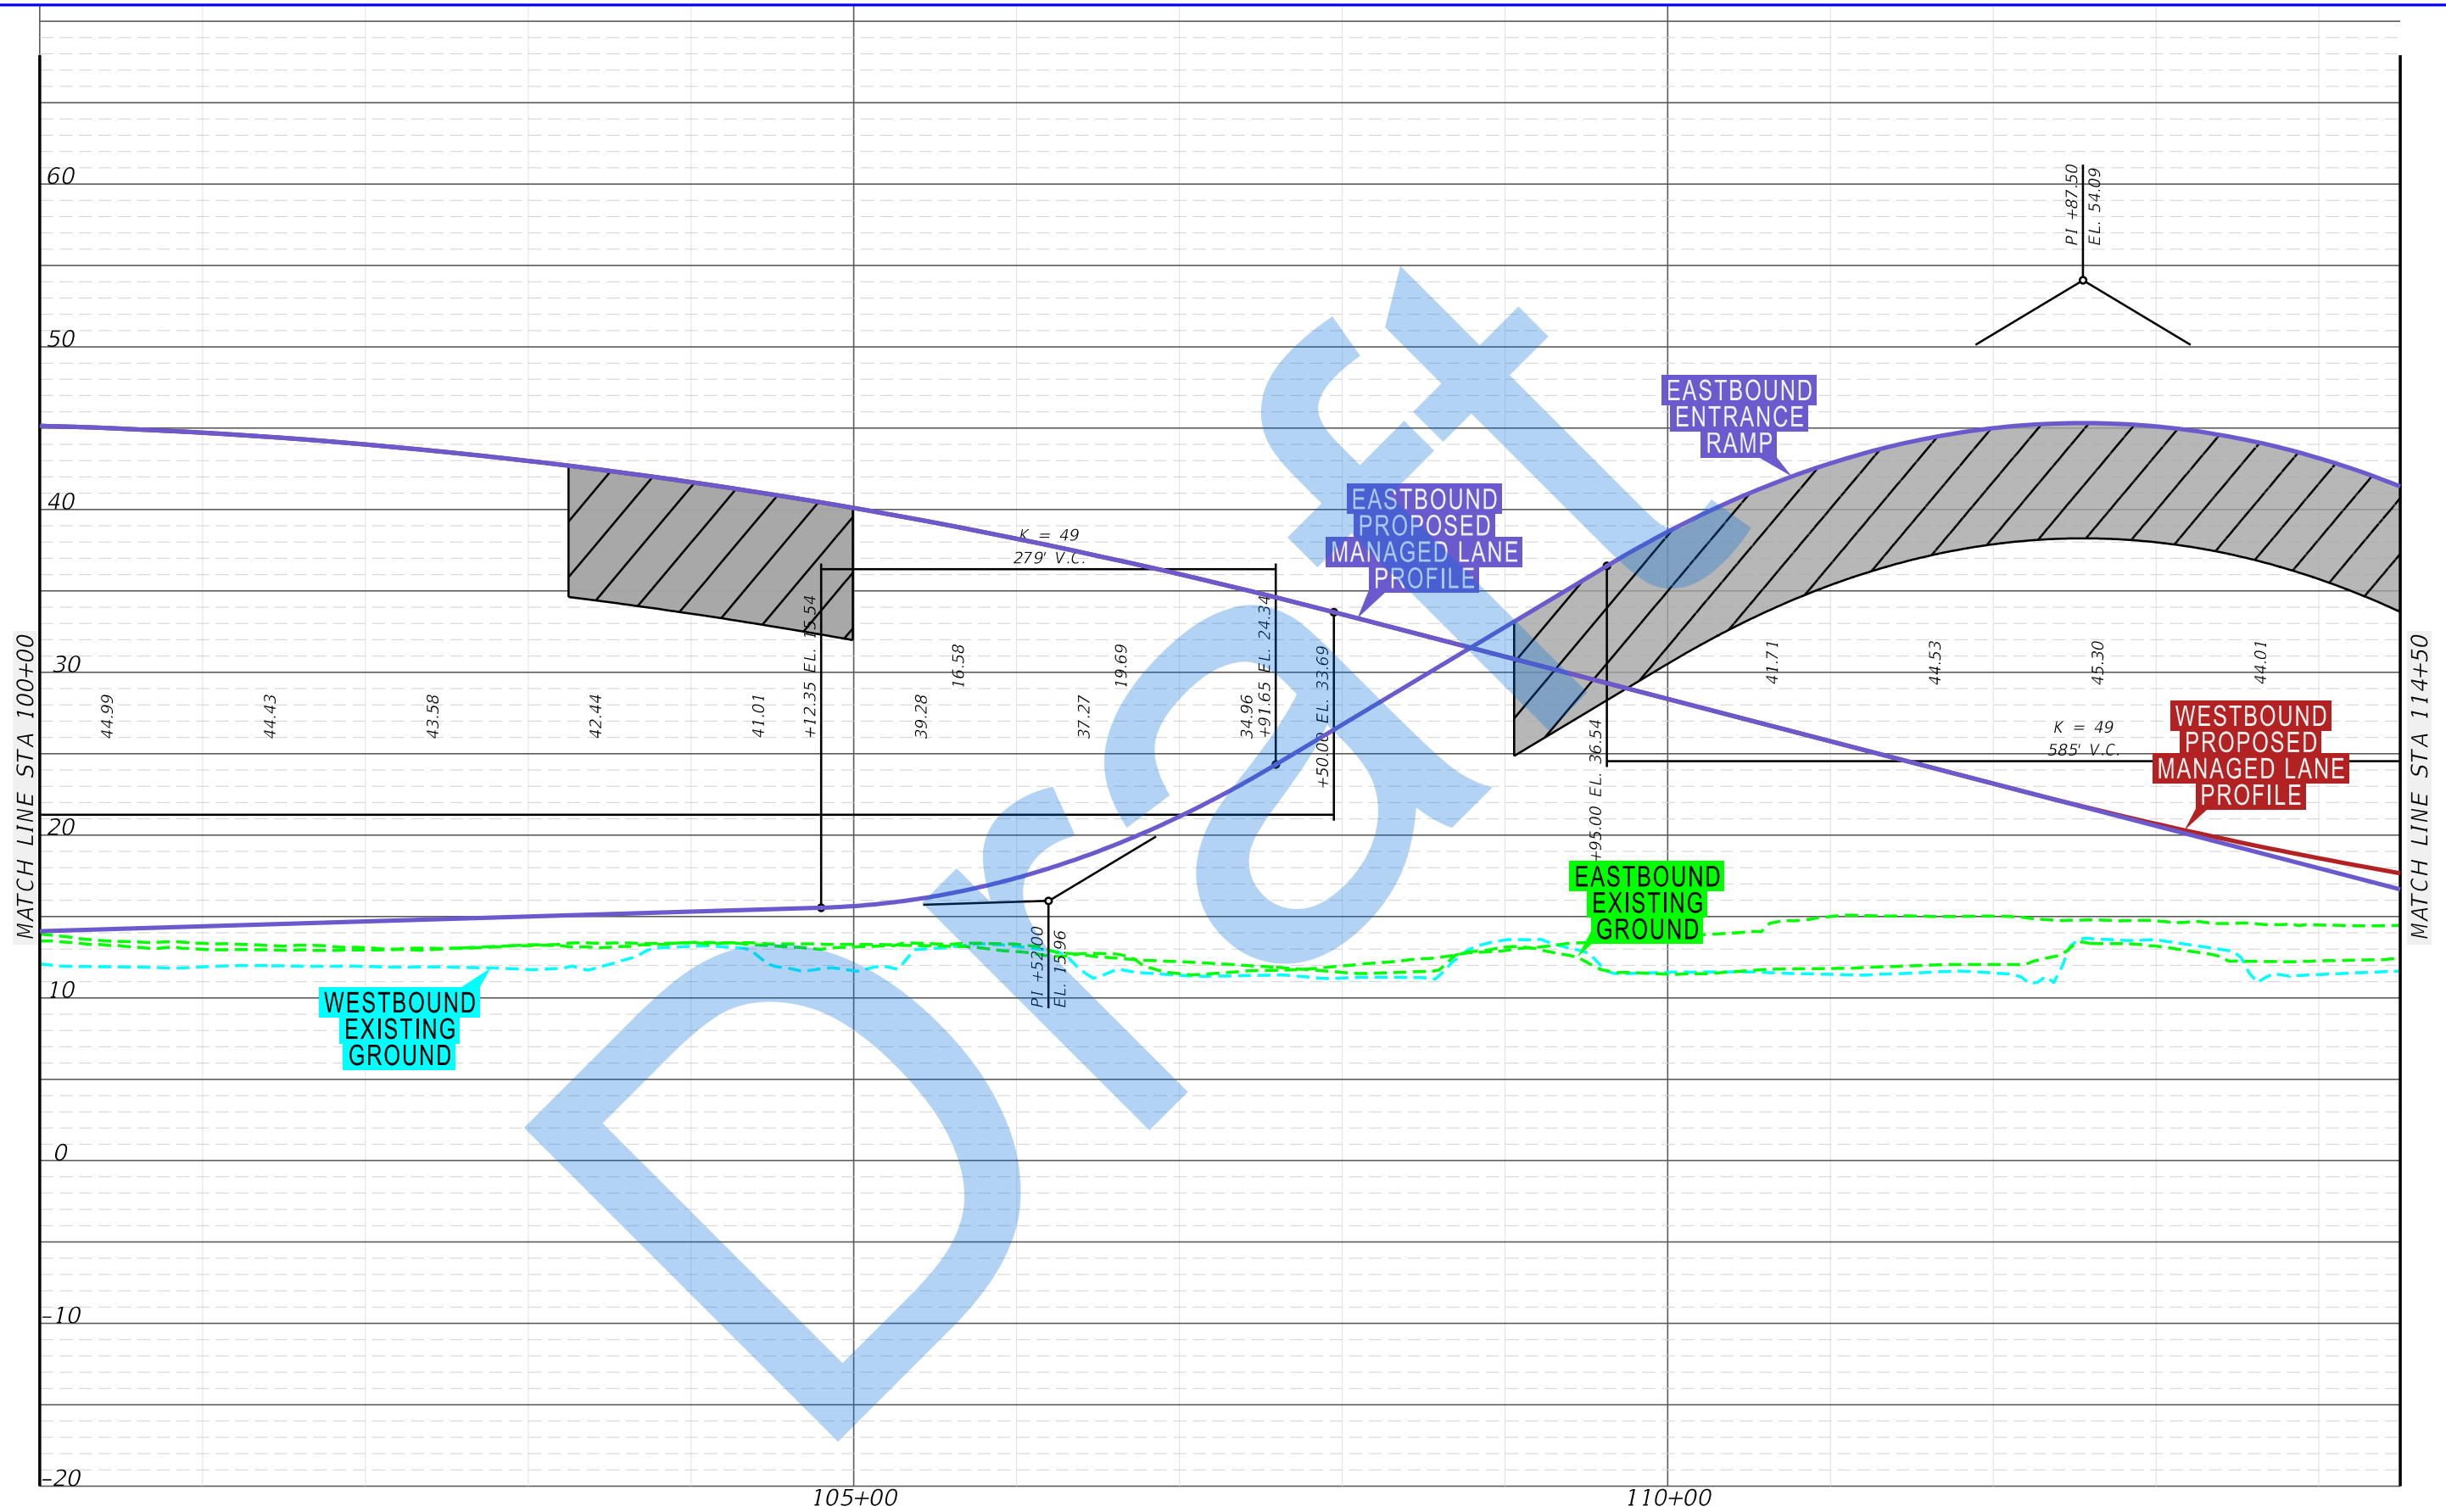 60
50
40
30
20
10
0
-10
-20
MATCH LINE STA 100+00
MATCH LINE STA 114+50
105+00
110+00
PI +87.50
EL. 54.09
EASTBOUND
ENTRANCE
RAMP
EASTBOUND
PROPOSED
MANAGED LANE
PROFILE
K = 49
279' V.C.
+12.35 EL. 15.54
+91.65 EL. 24.34
+50.00 EL. 33.69
+95.00 EL. 36.54
44.99
44.43
43.58
42.44
41.01
39.28
16.58
37.27
19.69
34.96
41.71
44.53
45.30
44.01
K = 49
585' V.C.
WESTBOUND
PROPOSED
MANAGED LANE
PROFILE
EASTBOUND
EXISTING
GROUND
PI +52.00
EL. 15.96
WESTBOUND
EXISTING
GROUND
Draft